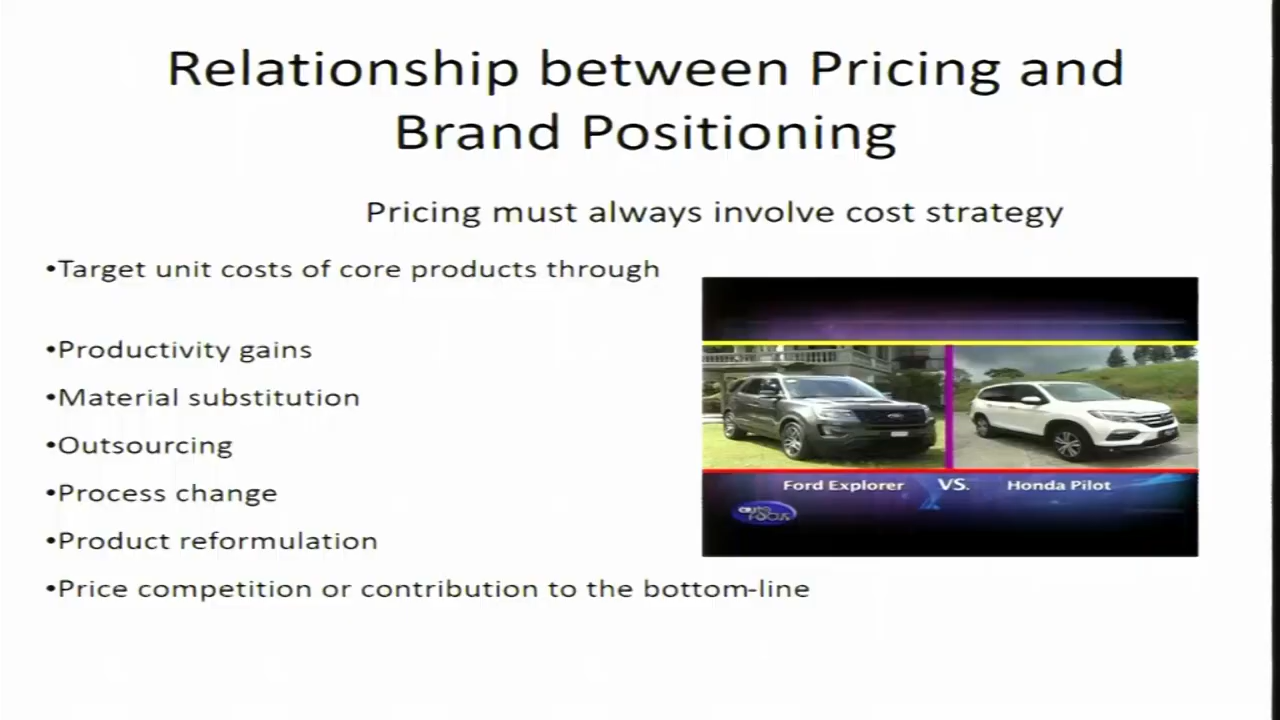 Relationship between Pricing and
Brand Positioning
Pricing must always involve cost strategy
•Target unit costs of core products through
•Productivity gains
•Material substitution
•Outsourcing
•Process change
•Product reformulation
•Price competition or contribution to the bottom-line
Ford Explorer VS. Honda Pilot
auto
FOCUS